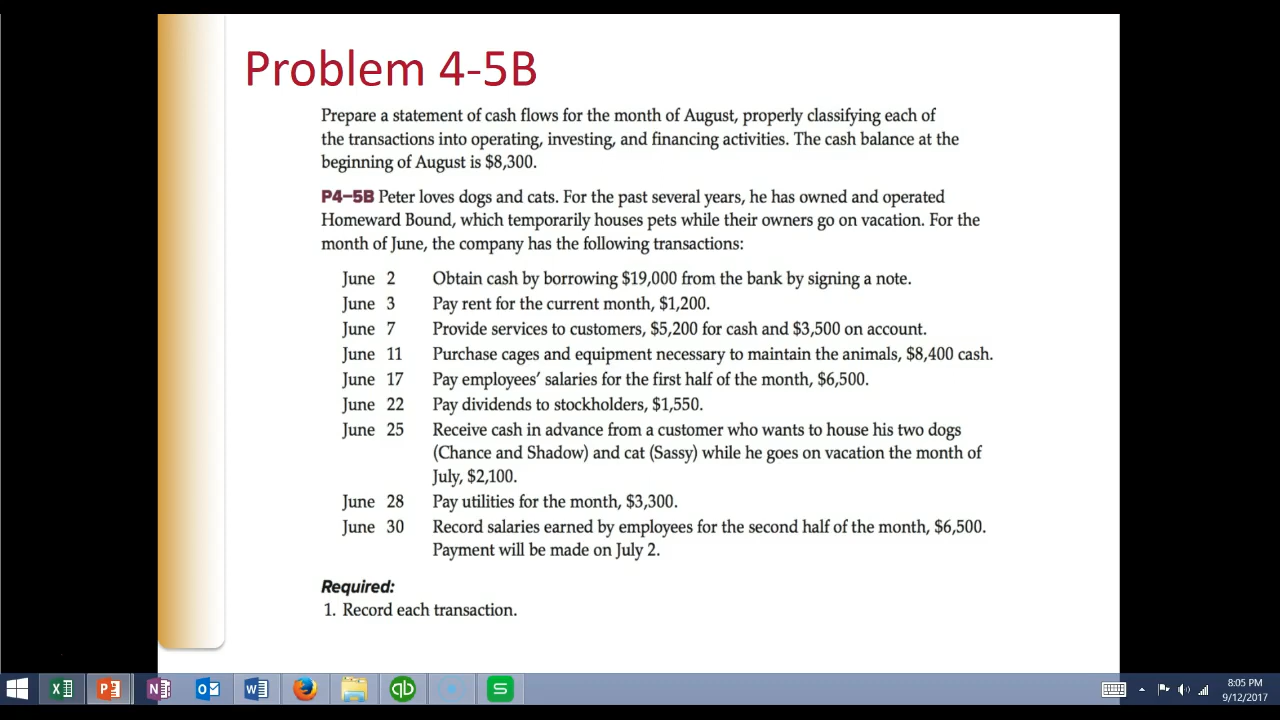 Problem 4-5B
Prepare a statement of cash flows for the month of August, properly classifying each of
the transactions into operating, investing, and financing activities. The cash balance at the
beginning of August is $8,300.
P4–5B Peter loves dogs and cats. For the past several years, he has owned and operated
Homeward Bound, which temporarily houses pets while their owners go on vacation. For the
month of June, the company has the following transactions:
June 2 Obtain cash by borrowing $19,000 from the bank by signing a note.
June 3 Pay rent for the current month, $1,200.
June 7 Provide services to customers, $5,200 for cash and $3,500 on account.
June 11 Purchase cages and equipment necessary to maintain the animals, $8,400 cash.
June 17 Pay employees' salaries for the first half of the month, $6,500.
June 22 Pay dividends to stockholders, $1,550.
June 25 Receive cash in advance from a customer who wants to house his two dogs
(Chance and Shadow) and cat (Sassy) while he goes on vacation the month of
July, $2,100.
June 28 Pay utilities for the month, $3,300.
June 30 Record salaries earned by employees for the second half of the month, $6,500.
Payment will be made on July 2.
Required:
1. Record each transaction.
8:05 PM
9/12/2017